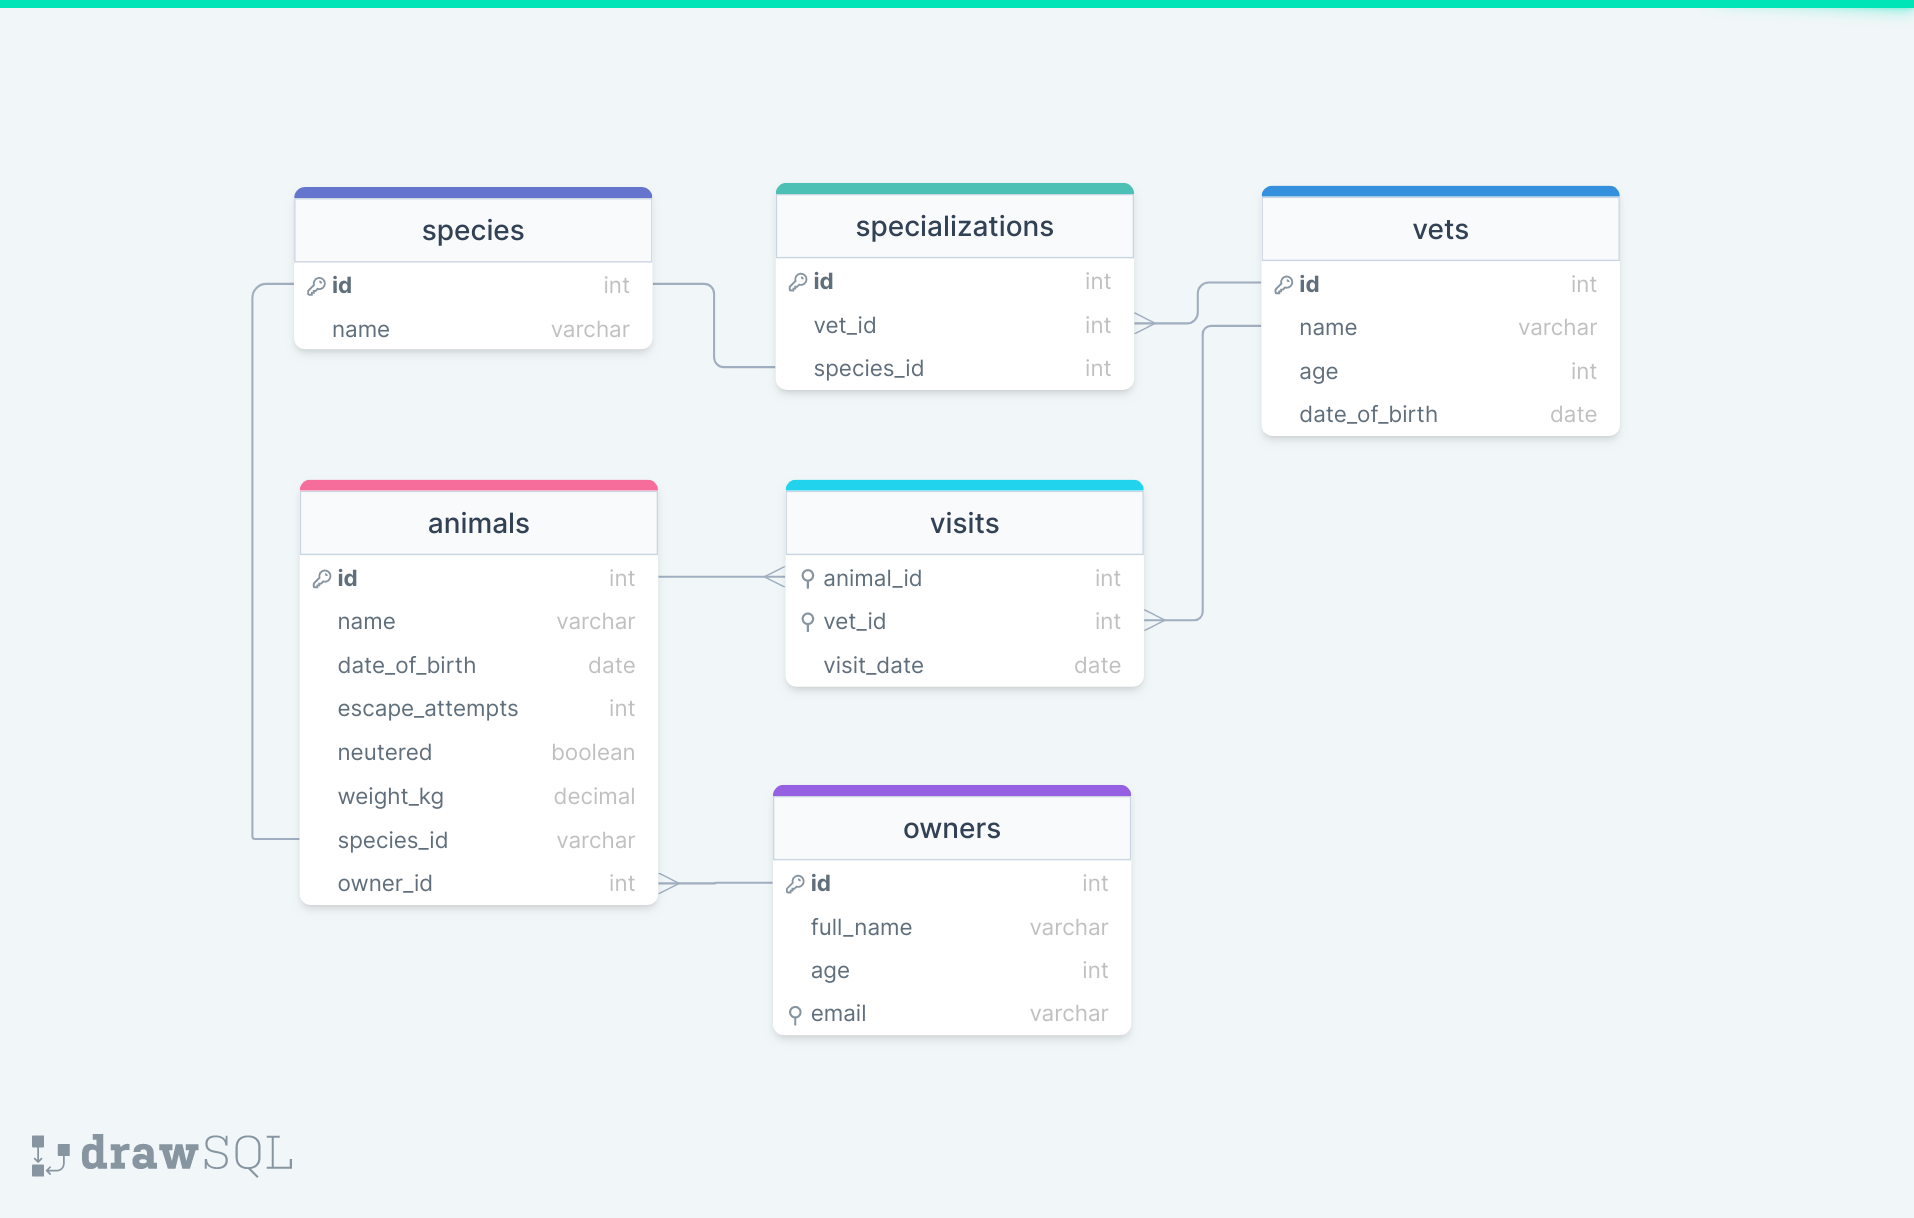 species
id int
name varchar
specializations
id int
vet_id int
species_id int
vets
id int
name varchar
age int
date_of_birth date
animals
id int
name varchar
date_of_birth date
escape_attempts int
neutered boolean
weight_kg decimal
species_id varchar
owner_id int
visits
animal_id int
vet_id int
visit_date date
owners
id int
full_name varchar
age int
email varchar
drawSQL